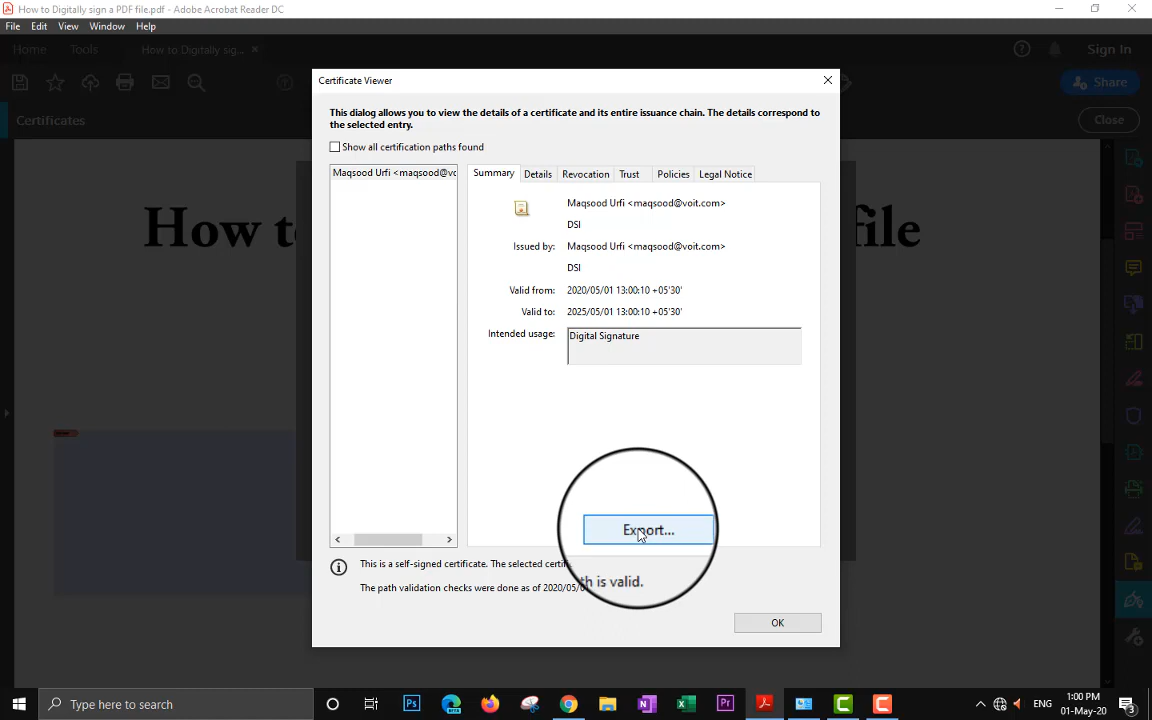 How to Digitally sign a PDF file.pdf - Adobe Acrobat Reader DC
File Edit View Window Help
Home Tools How to Digitally sig... Sign In
Share
Certificates Close
How to
file
Certificate Viewer
This dialog allows you to view the details of a certificate and its entire issuance chain. The details correspond to
the selected entry.
Show all certification paths found
Maqsood Urfi <maqsood@vo
Summary Details Revocation Trust Policies Legal Notice
Maqsood Urfi <maqsood@voit.com>
DSI
Issued by: Maqsood Urfi <maqsood@voit.com>
DSI
Valid from: 2020/05/01 13:00:10 +05'30'
Valid to: 2025/05/01 13:00:10 +05'30'
Intended usage: Digital Signature
Export...
This is a self-signed certificate. The selected certif
th is valid.
The path validation checks were done as of 2020/05/0
OK
Type here to search
ENG
1:00 PM
01-May-20
3